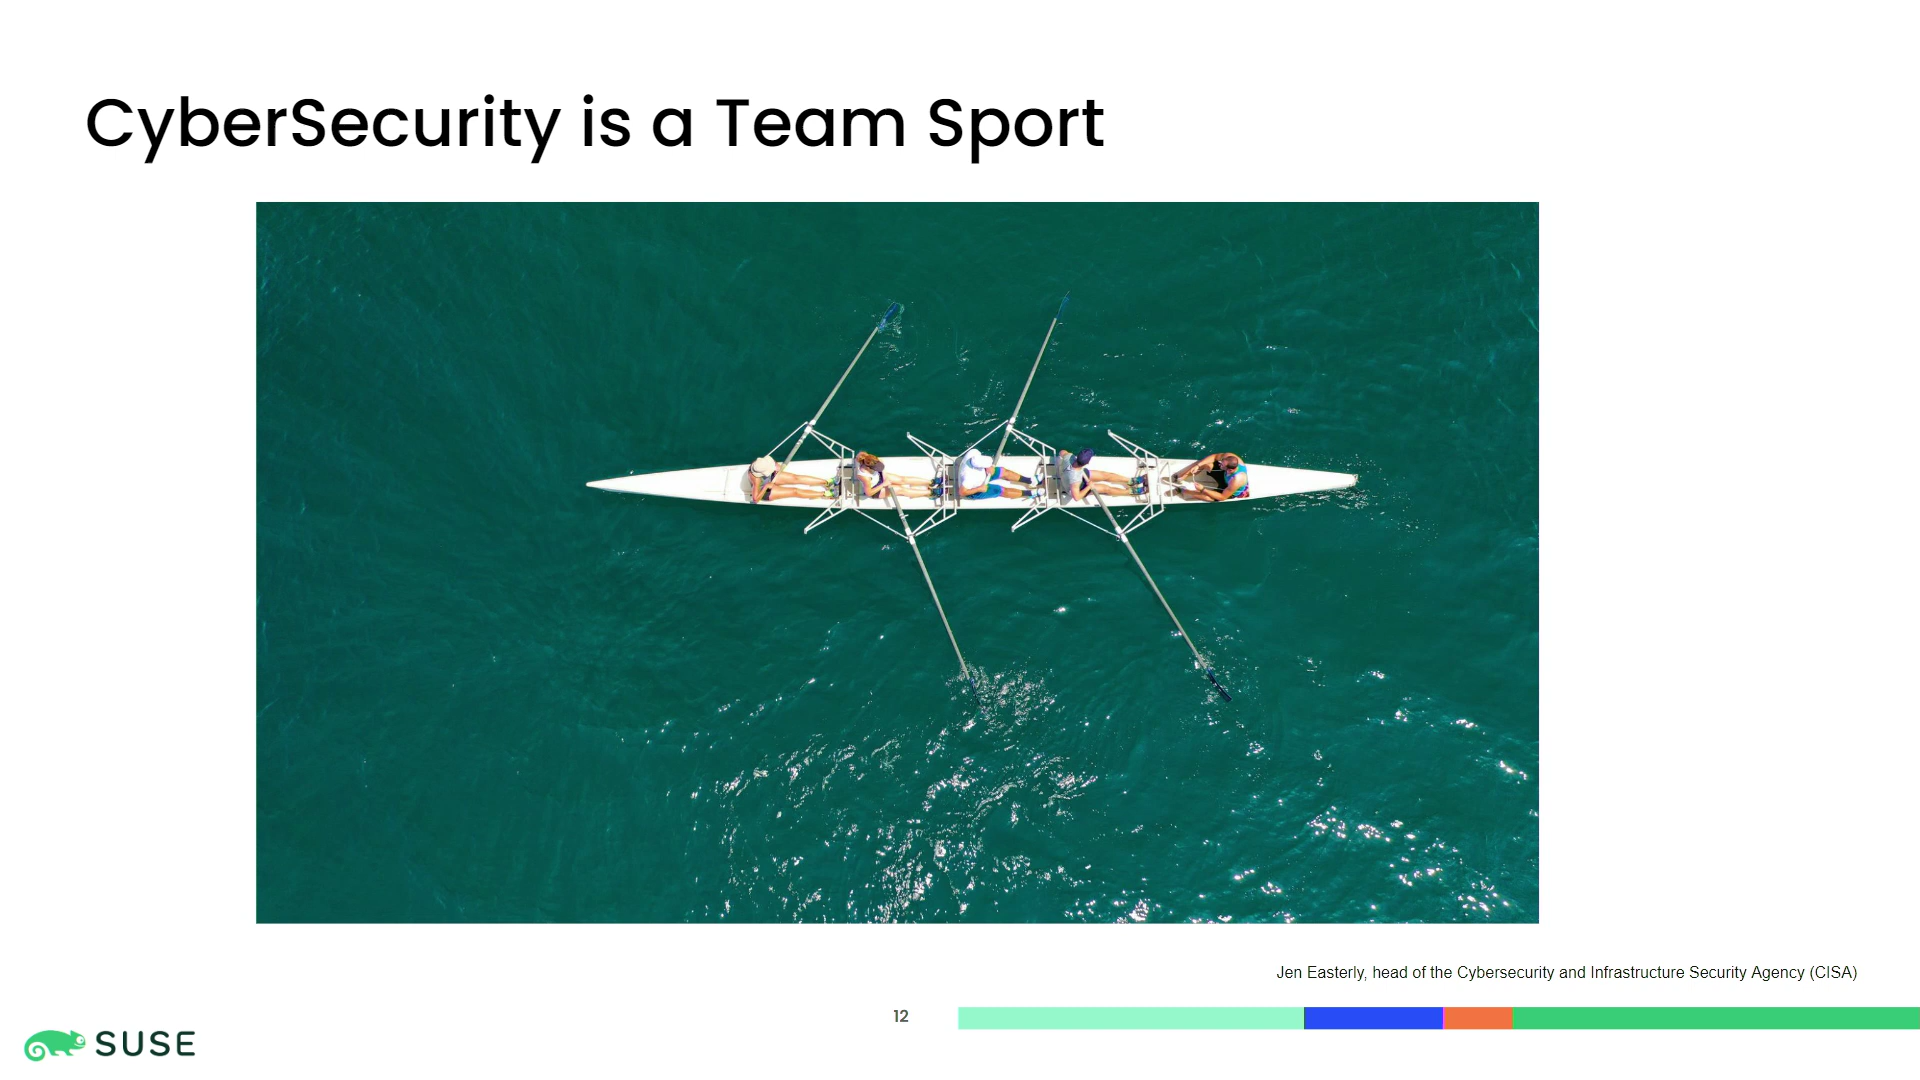 CyberSecurity is a Team Sport
Jen Easterly, head of the Cybersecurity and Infrastructure Security Agency (CISA)
12
SUSE